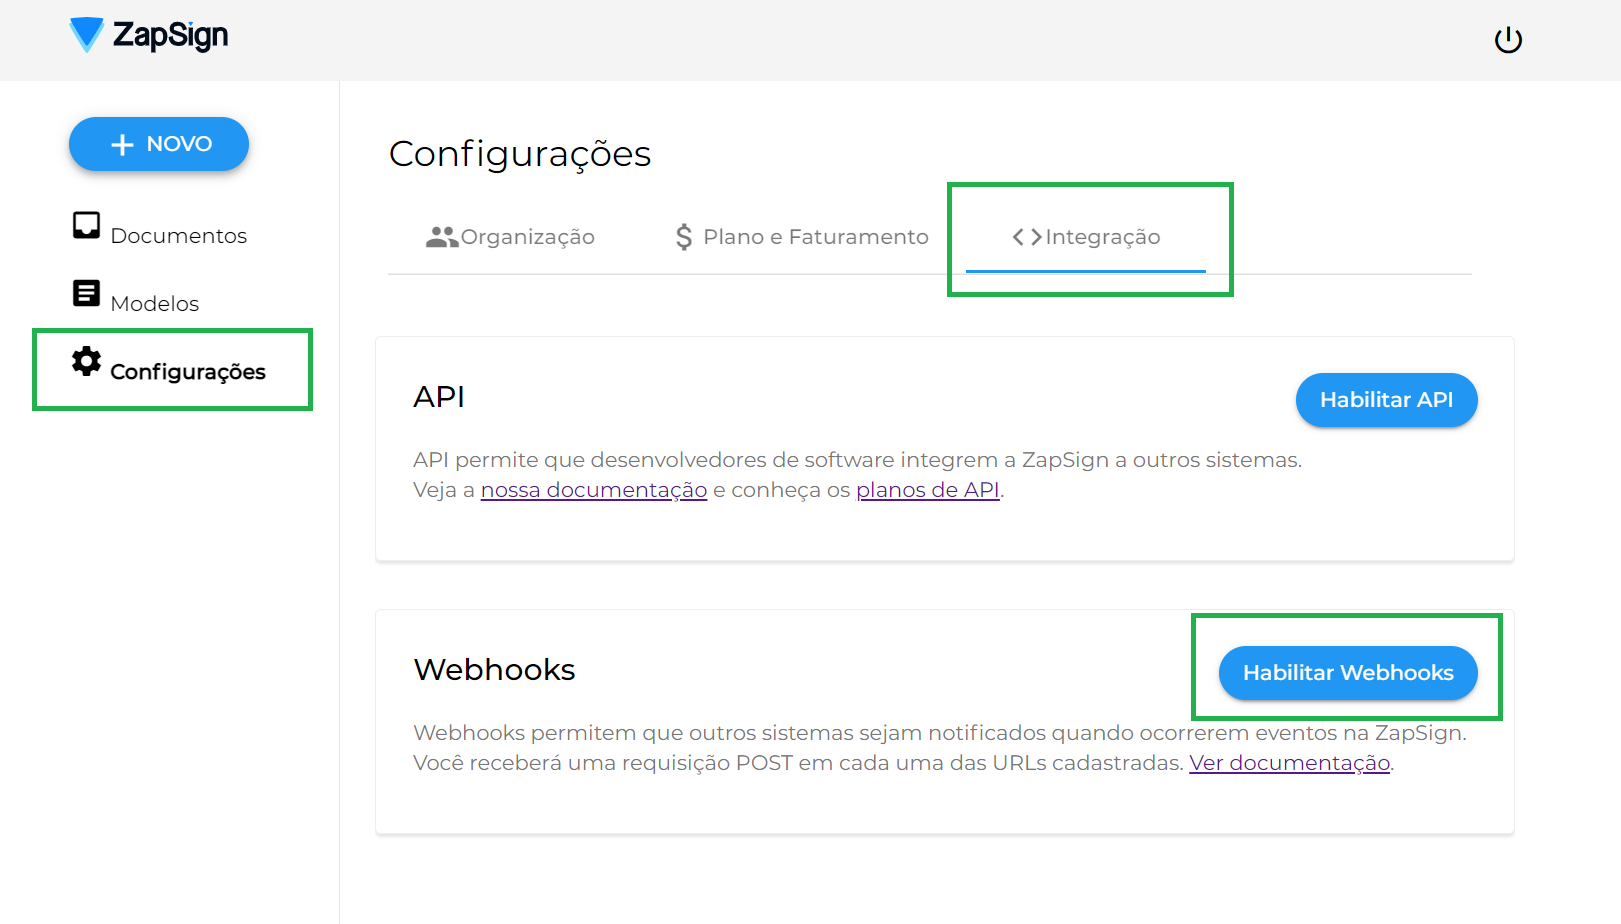 ZapSign
NOVO
Documentos
Modelos
Configurações
Configurações
Organização
Plano e Faturamento
Integração
API
Habilitar API
API permite que desenvolvedores de software integrem a ZapSign a outros sistemas.
Veja a nossa documentação e conheça os planos de API.
Webhooks
Habilitar Webhooks
Webhooks permitem que outros sistemas sejam notificados quando ocorrerem eventos na ZapSign.
Você receberá uma requisição POST em cada uma das URLs cadastradas. Ver documentação.